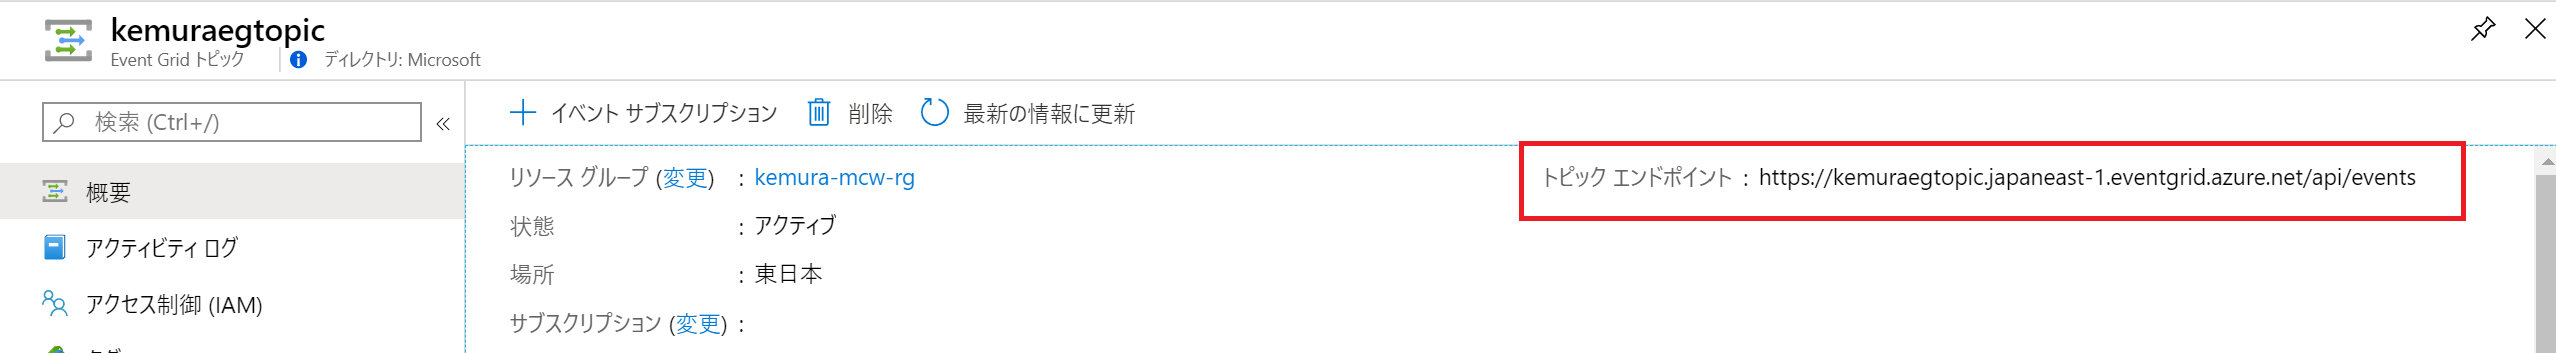 kemuraegtopic
Event Grid トピック
ディレクトリ: Microsoft
検索 (Ctrl+/)
«
概要
アクティビティ ログ
アクセス制御 (IAM)
イベント サブスクリプション
削除
最新の情報に更新
リソース グループ (変更) : kemura-mcw-rg
状態 : アクティブ
場所 : 東日本
サブスクリプション (変更) :
トピック エンドポイント : https://kemuraegtopic.japaneast-1.eventgrid.azure.net/api/events